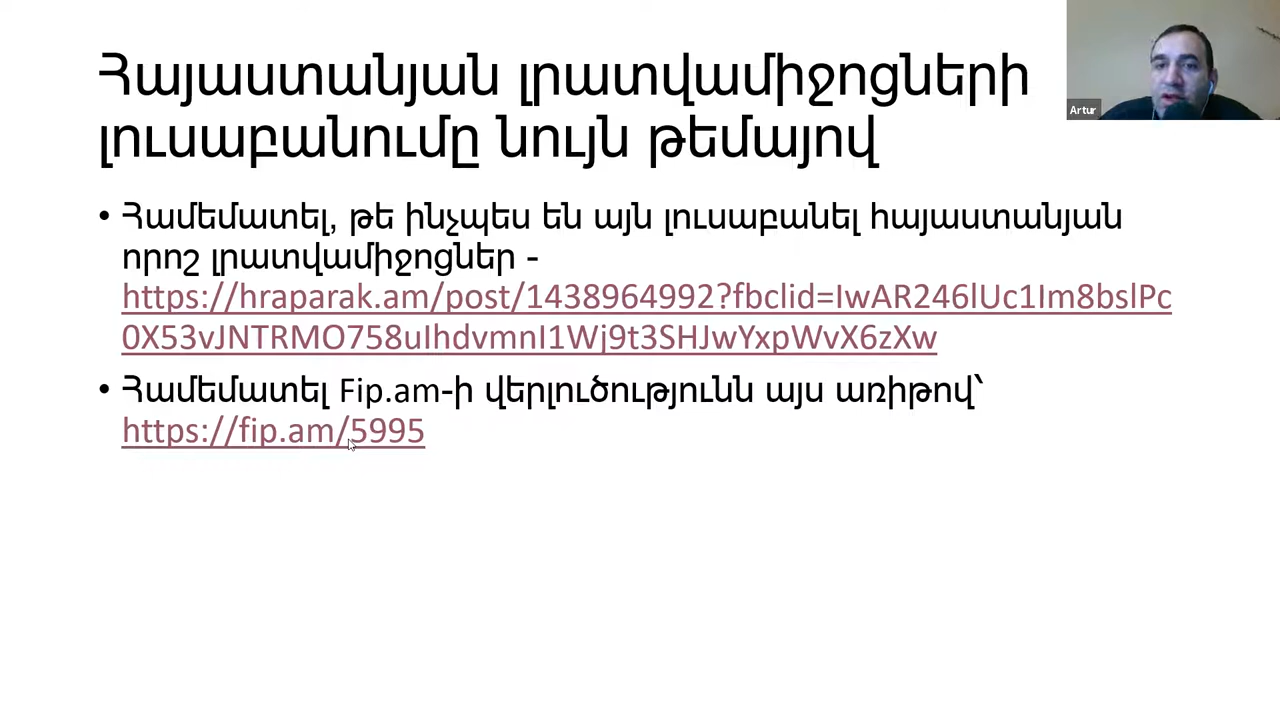 Հայաստանյան լրատվամիջոցների
լուսաբանումը նույն թեմայով
Artur
• Համեմատել, թե ինչպես են այն լուսաբանել հայաստանյան
որոշ լրատվամիջոցներ -
https://hraparak.am/post/1438964992?fbclid=IwAR246lUc1Im8bslPc
0X53vJNTRMO758uIhdvmnI1Wj9t3SHJwYxpWvX6zXw
• Համեմատել Fip.am-ի վերլուծությունն այս առիթով՝
https://fip.am/5995